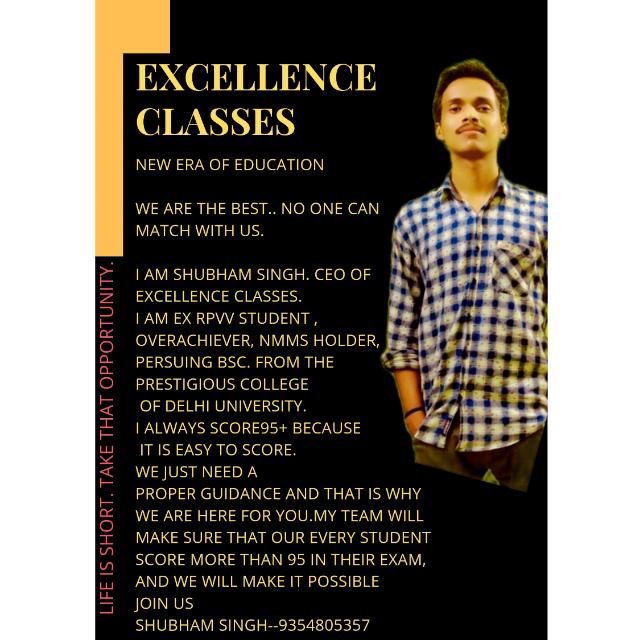 EXCELLENCE
CLASSES
NEW ERA OF EDUCATION
WE ARE THE BEST.. NO ONE CAN
MATCH WITH US.
I AM SHUBHAM SINGH. CEO OF
EXCELLENCE CLASSES.
I AM EX RPVV STUDENT ,
OVERACHIEVER, NMMS HOLDER,
PERSUING BSC. FROM THE
PRESTIGIOUS COLLEGE
OF DELHI UNIVERSITY.
I ALWAYS SCORE95+ BECAUSE
IT IS EASY TO SCORE.
WE JUST NEED A
PROPER GUIDANCE AND THAT IS WHY
WE ARE HERE FOR YOU.MY TEAM WILL
MAKE SURE THAT OUR EVERY STUDENT
SCORE MORE THAN 95 IN THEIR EXAM,
AND WE WILL MAKE IT POSSIBLE
JOIN US
SHUBHAM SINGH--9354805357
LIFE IS SHORT. TAKE THAT OPPORTUNITY.